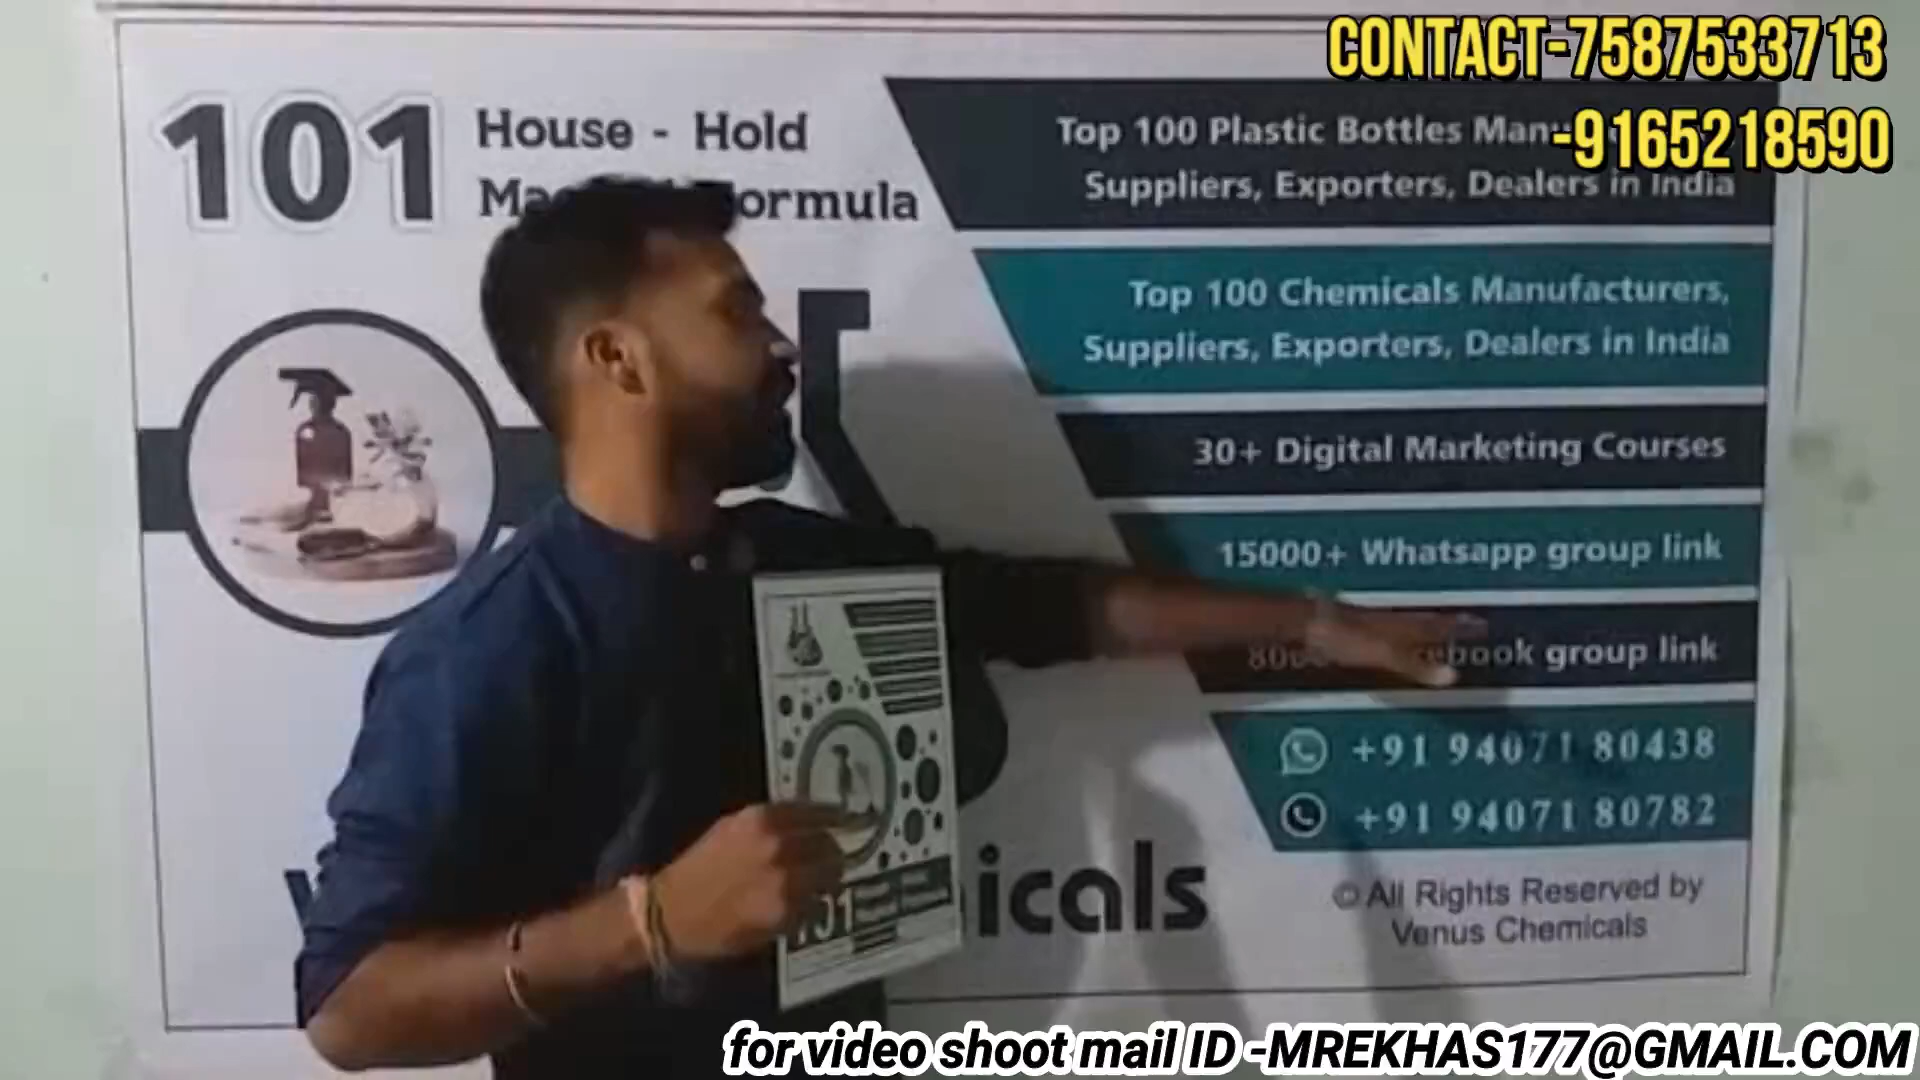 CONTACT-7587533713
-9165218590
101
House - Hold
ormula
Top 100 Plastic Bottles
Suppliers, Exporters, Dealers in India
Top 100 Chemicals Manufacturers,
Suppliers, Exporters, Dealers in India
30+ Digital Marketing Courses
15000+ Whatsapp group link
book group link
+91 94071 80438
+91 94071 80782
icals
© All Rights Reserved by
Venus Chemicals
101
for video shoot mail ID -MREKHAS177@GMAIL.COM